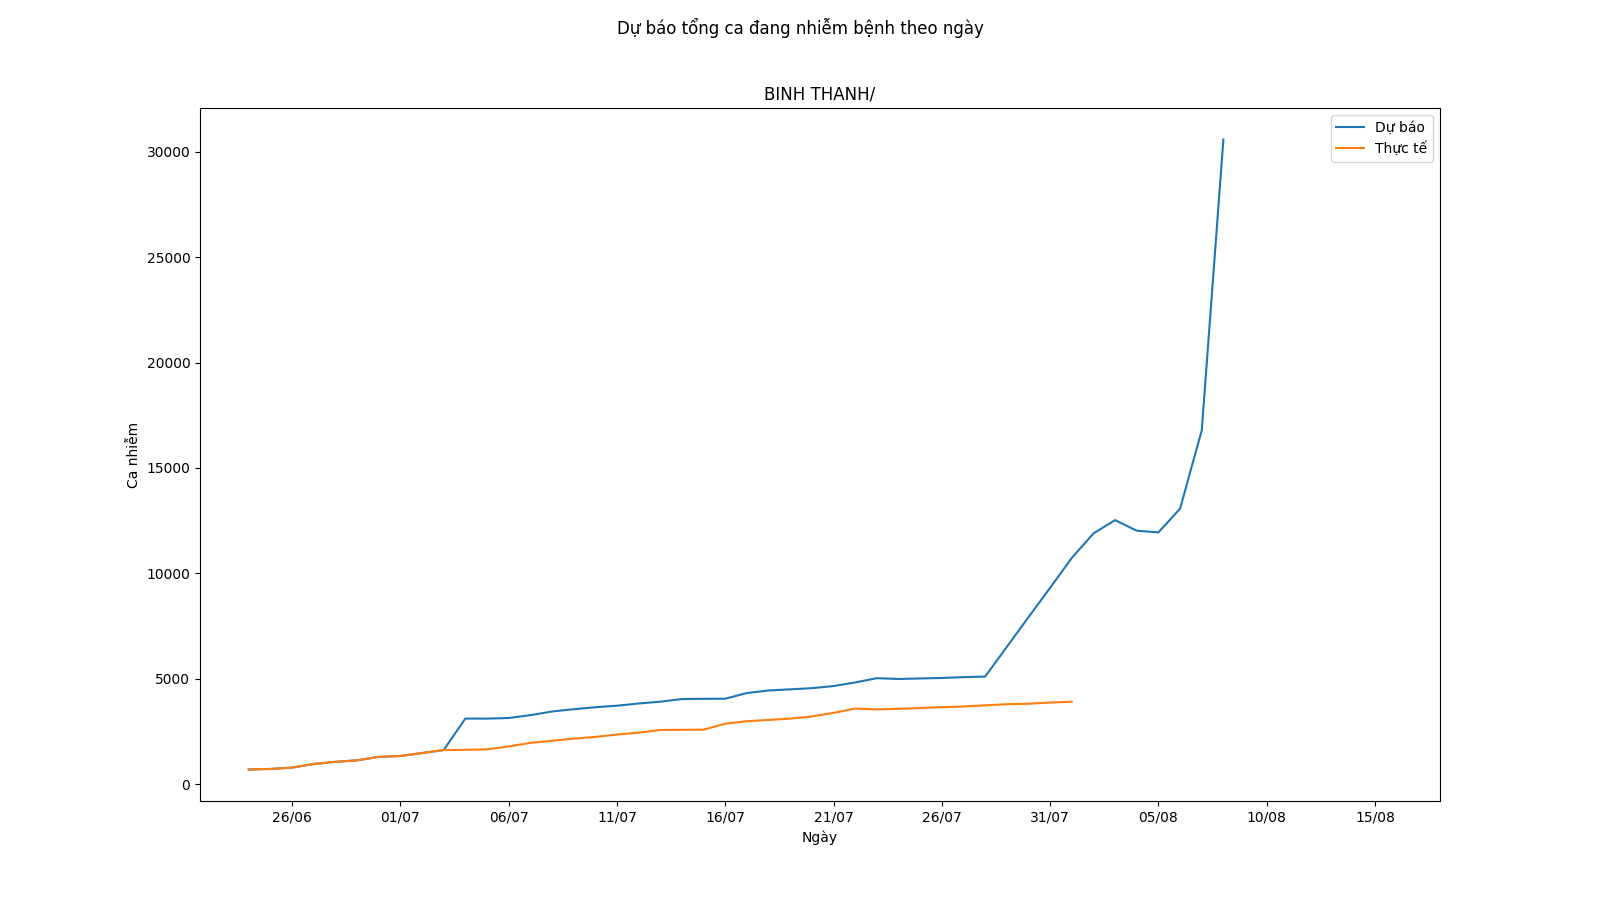 Dự báo tổng ca đang nhiễm bệnh theo ngày
BINH THANH/
Dự báo
Thực tế
30000
25000
20000
15000
10000
5000
0
Ca nhiễm
26/06 01/07 06/07 11/07 16/07 21/07 26/07 31/07 05/08 10/08 15/08
Ngày